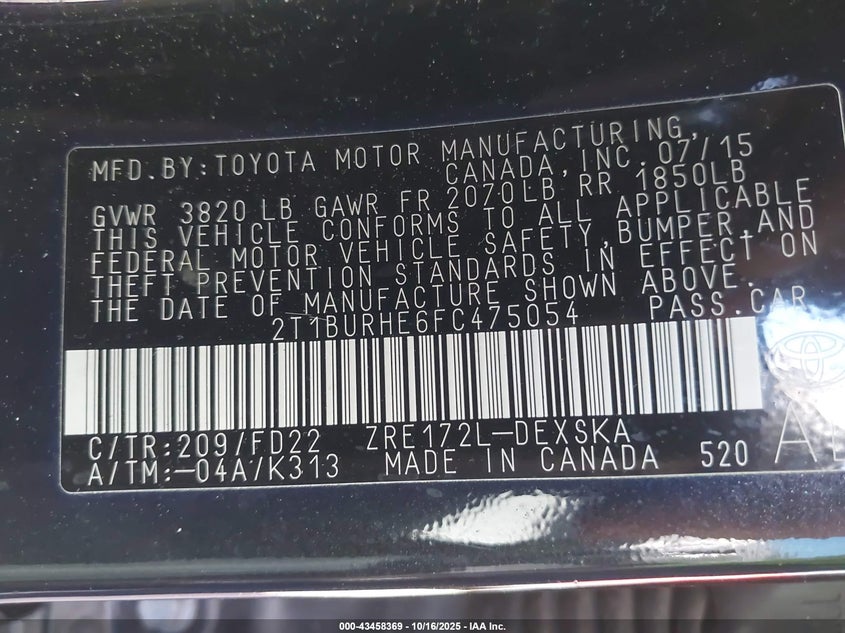 MFD.BY:TOYOTA MOTOR MANUFACTURING,
CANADA,INC.07/15
GVWR 3820 LB GAWR FR 2070LB RR 1850LB
THIS VEHICLE CONFORMS TO ALL APPLICABLE
FEDERAL MOTOR VEHICLE SAFETY,BUMPER,AND
THEFT PREVENTION STANDARDS IN EFFECT ON
THE DATE OF MANUFACTURE SHOWN ABOVE.
2T1BURHE6FC475054 PASS.CAR
C/TR:209/FD22 ZRE172L-DEXSKA
A/TM:-04A/K313 MADE IN CANADA 520
000-43458369 - 10/16/2025 - IAA Inc.